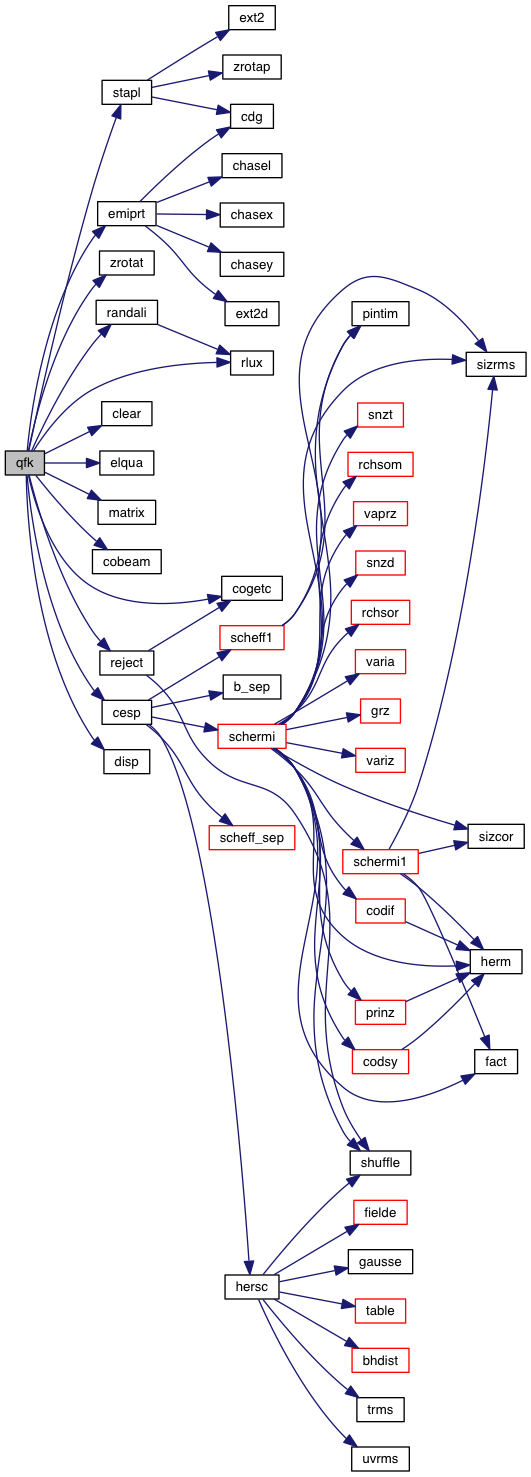 ext2
zrotap
stapl
cdg
chasel
emiprt
chasex
zrotat
chasey
randali
ext2d
pintim
rlux
sizrms
clear
snzt
qfk
elqua
rchsom
matrix
vaprz
cobeam
snzd
cogetc
rchsor
scheff1
reject
varia
b_sep
cesp
grz
schermi
disp
variz
scheff_sep
sizcor
schermi1
codif
herm
prinz
codsy
fact
shuffle
fielde
gausse
hersc
table
bhdist
trms
uvrms